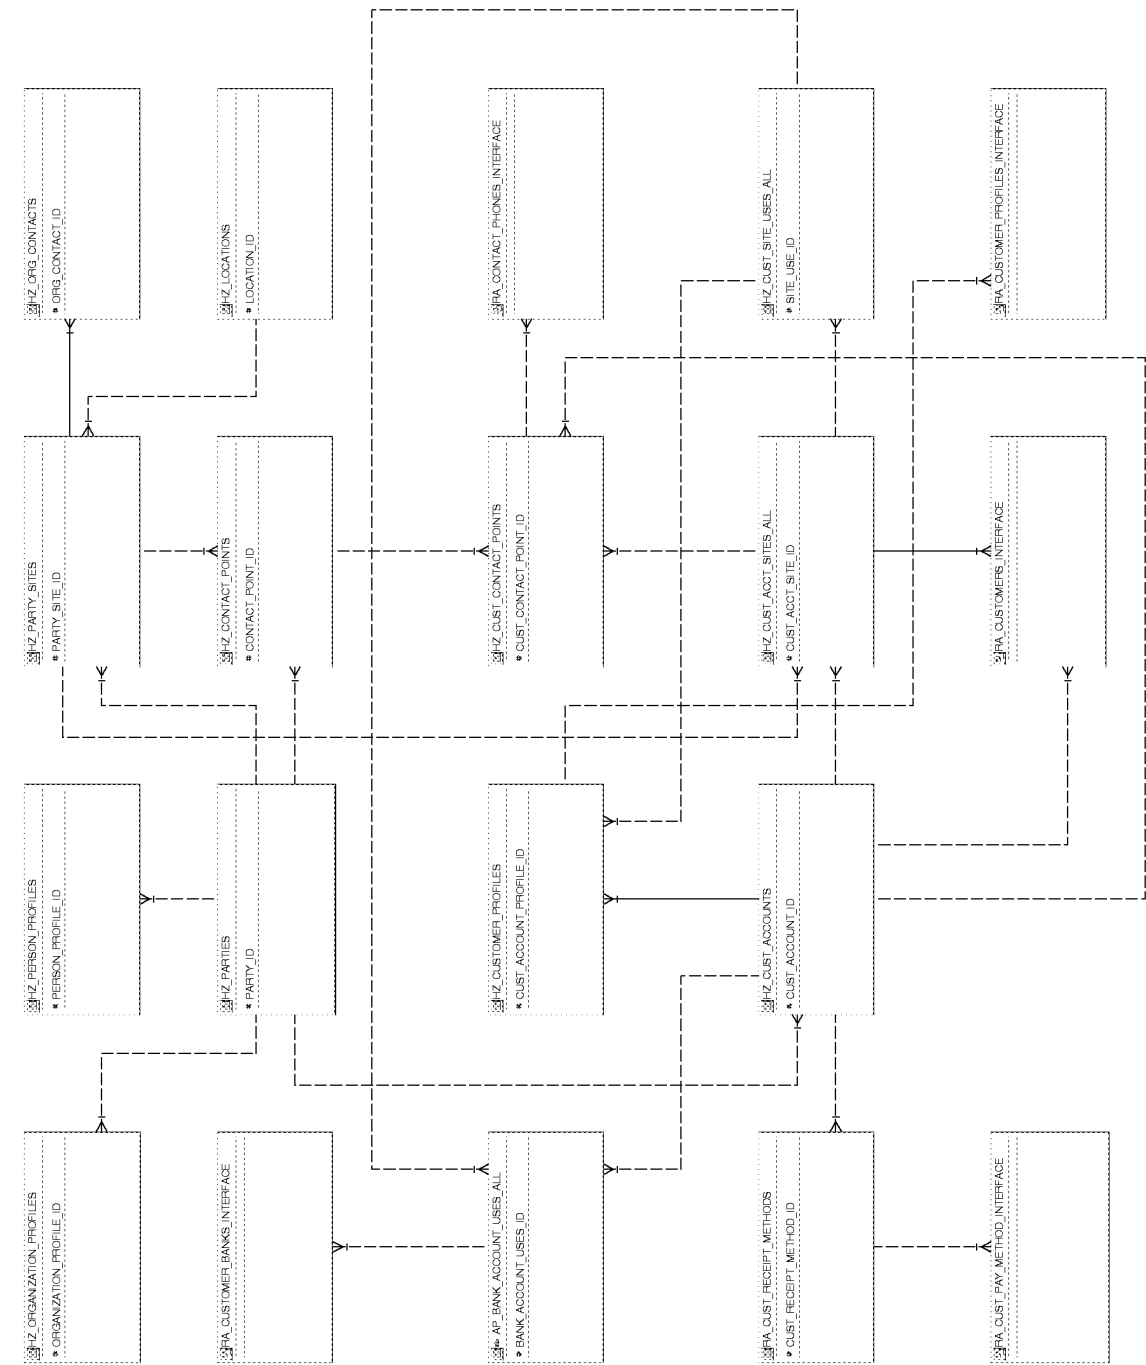 HZ_ORG_CONTACTS
* ORG_CONTACT_ID
HZ_PARTY_SITES
* PARTY_SITE_ID
HZ_PERSON_PROFILES
* PERSON_PROFILE_ID
HZ_ORGANIZATION_PROFILES
* ORGANIZATION_PROFILE_ID
HZ_LOCATIONS
* LOCATION_ID
HZ_CONTACT_POINTS
* CONTACT_POINT_ID
HZ_PARTIES
* PARTY_ID
RA_CUSTOMER_BANKS_INTERFACE
RA_CONTACT_PHONES_INTERFACE
HZ_CUST_CONTACT_POINTS
* CUST_CONTACT_POINT_ID
HZ_CUSTOMER_PROFILES
* CUST_ACCOUNT_PROFILE_ID
AP_BANK_ACCOUNT_USES_ALL
* BANK_ACCOUNT_USES_ID
HZ_CUST_SITE_USES_ALL
* SITE_USE_ID
HZ_CUST_ACCT_SITES_ALL
* CUST_ACCT_SITE_ID
HZ_CUST_ACCOUNTS
* CUST_ACCOUNT_ID
RA_CUST_RECEIPT_METHODS
* CUST_RECEIPT_METHOD_ID
RA_CUSTOMER_PROFILES_INTERFACE
RA_CUSTOMERS_INTERFACE
RA_CUST_PAY_METHOD_INTERFACE